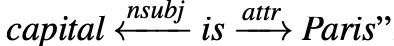 capital ←nsubj− is −attr→ Paris”